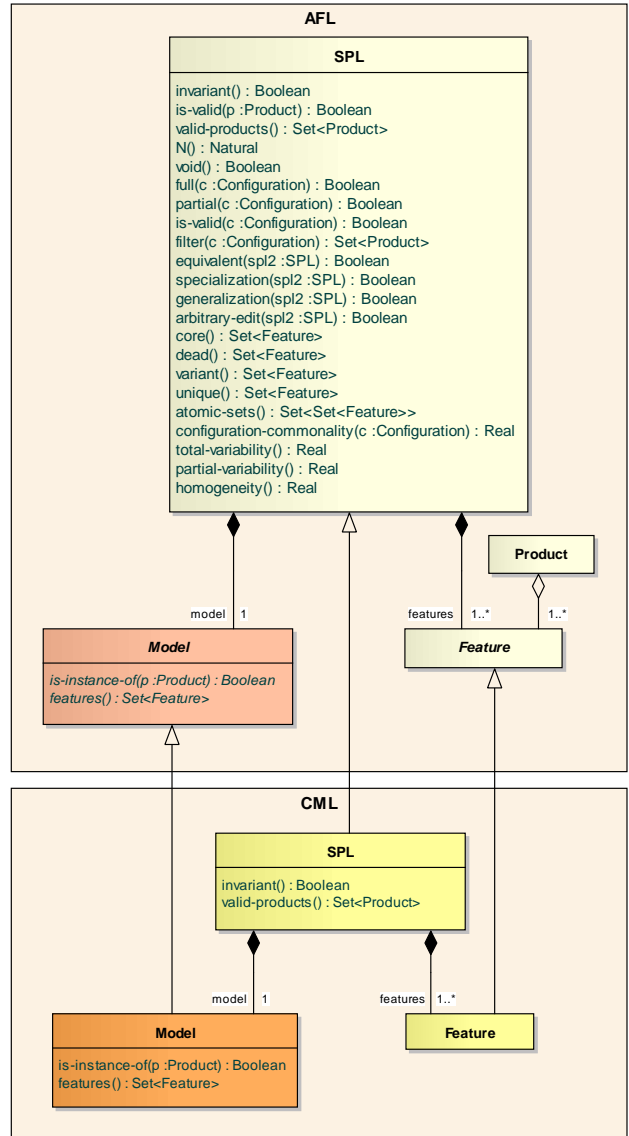 AFL
SPL
invariant() : Boolean
is-valid(p :Product) : Boolean
valid-products() : Set<Product>
N() : Natural
void() : Boolean
full(c :Configuration) : Boolean
partial(c :Configuration) : Boolean
is-valid(c :Configuration) : Boolean
filter(c :Configuration) : Set<Product>
equivalent(spl2 :SPL) : Boolean
specialization(spl2 :SPL) : Boolean
generalization(spl2 :SPL) : Boolean
arbitrary-edit(spl2 :SPL) : Boolean
core() : Set<Feature>
dead() : Set<Feature>
variant() : Set<Feature>
unique() : Set<Feature>
atomic-sets() : Set<Set<Feature>>
configuration-commonality(c :Configuration) : Real
total-variability() : Real
partial-variability() : Real
homogeneity() : Real
Product
model 1
features 1..* 1..*
Model
is-instance-of(p :Product) : Boolean
features() : Set<Feature>
Feature
CML
SPL
invariant() : Boolean
valid-products() : Set<Product>
model 1
features 1..*
Model
is-instance-of(p :Product) : Boolean
features() : Set<Feature>
Feature